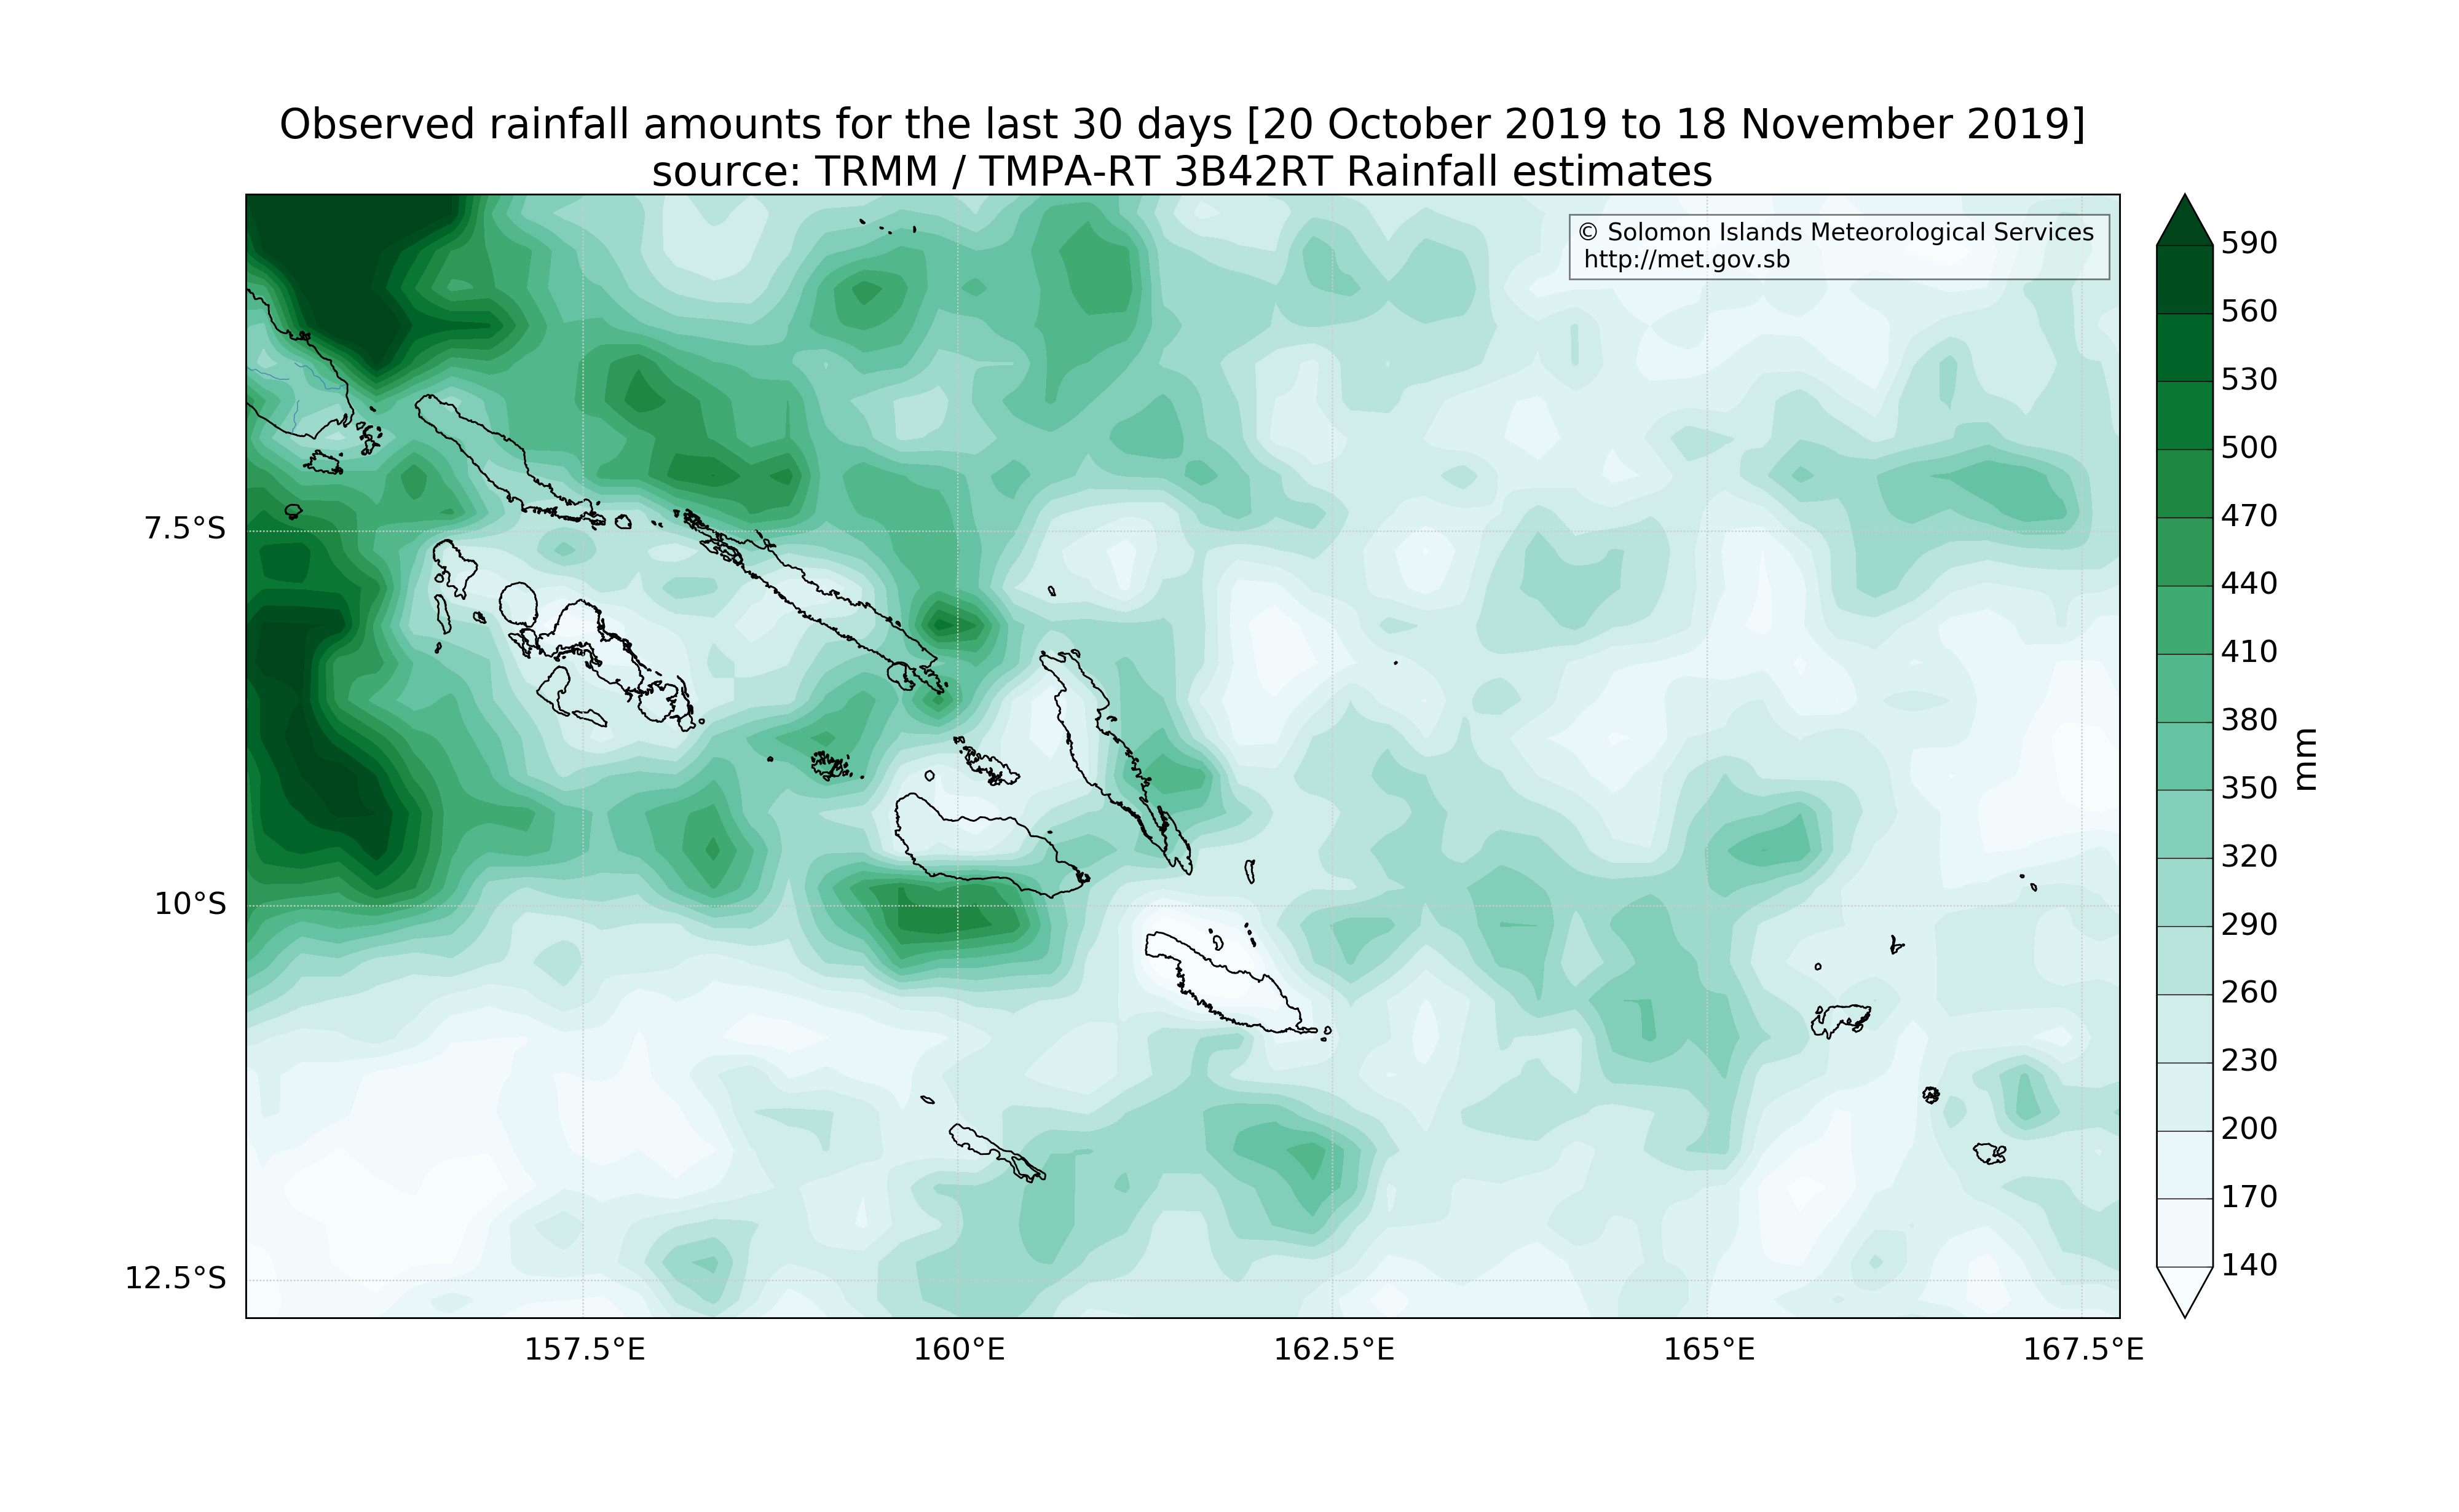 Observed rainfall amounts for the last 30 days [20 October 2019 to 18 November 2019]
source: TRMM / TMPA-RT 3B42RT Rainfall estimates
© Solomon Islands Meteorological Services
http://met.gov.sb
7.5°S
10°S
12.5°S
157.5°E
160°E
162.5°E
165°E
167.5°E
590
560
530
500
470
440
410
380
350
320
290
260
230
200
170
140
mm